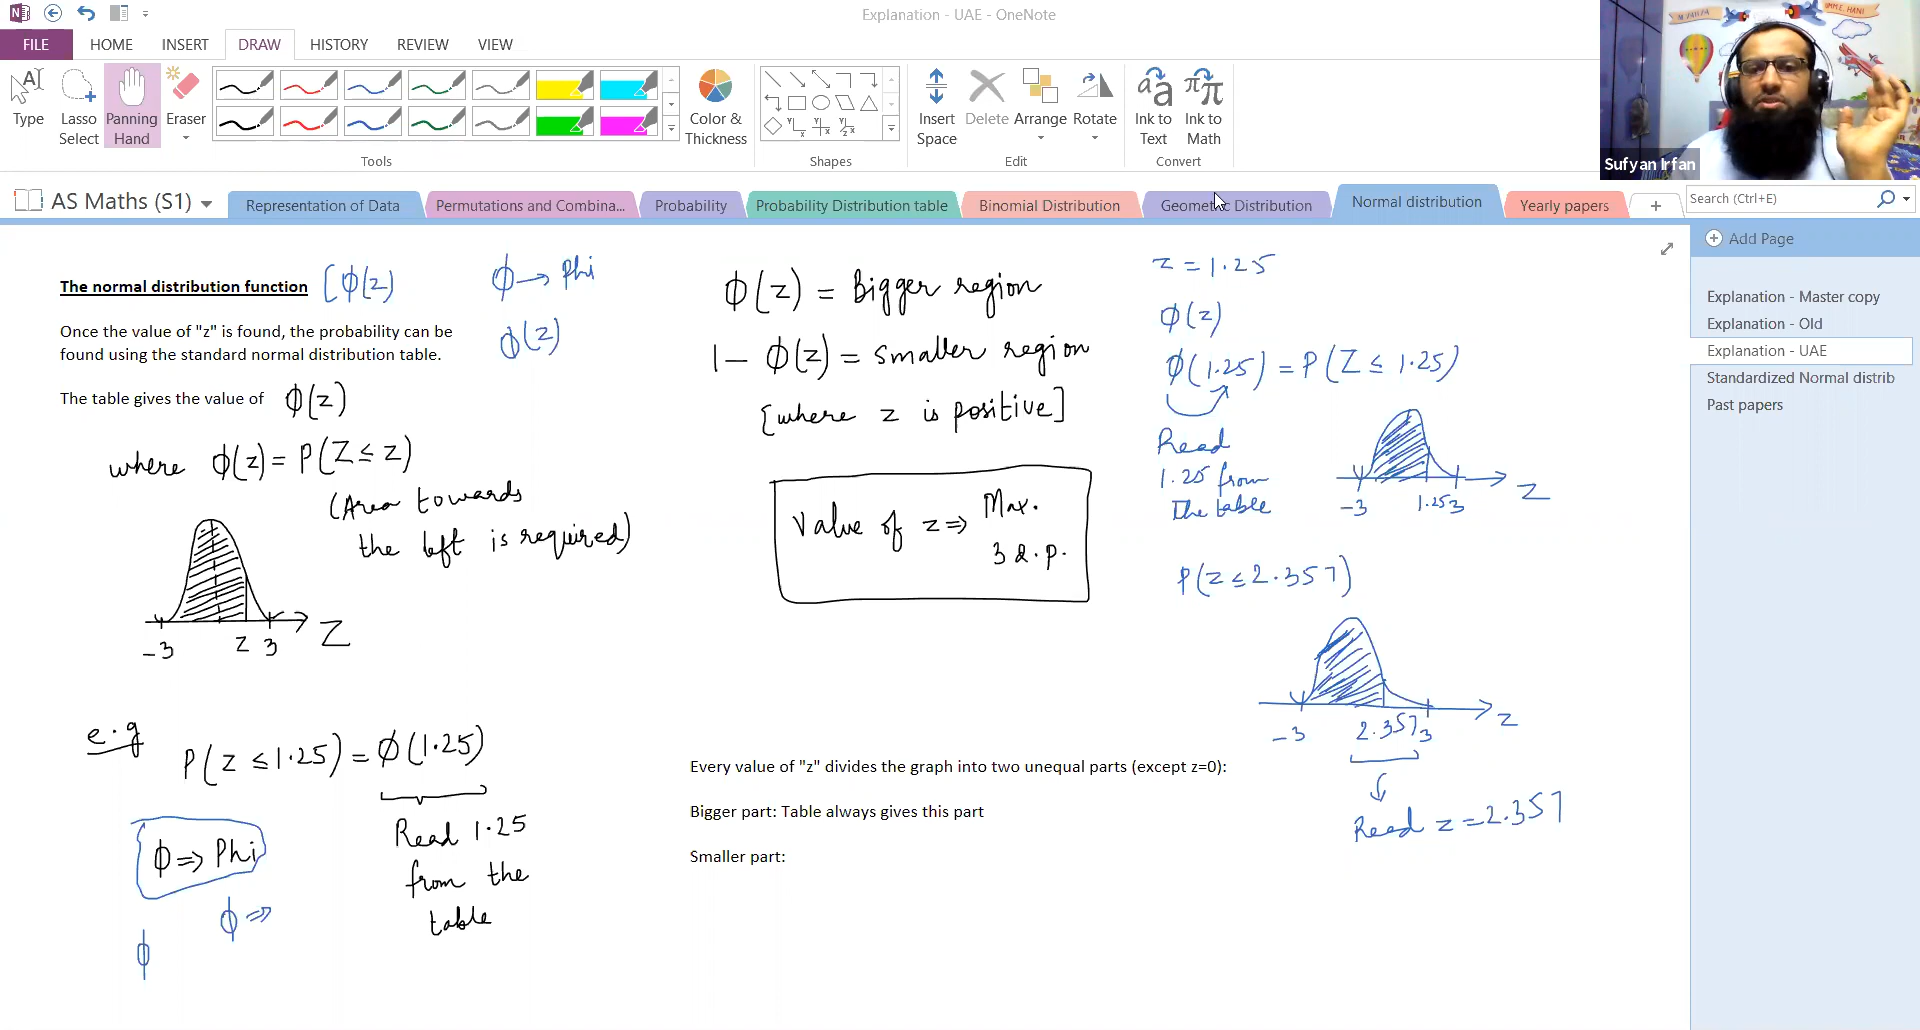 Explanation - UAE - OneNote
FILE
HOME
INSERT
DRAW
HISTORY
REVIEW
VIEW
Type
Lasso
Select
Panning
Hand
Eraser
Color &
Thickness
Insert
Space
Delete
Arrange
Rotate
Ink to
Text
Ink to
Math
Tools
Shapes
Edit
Convert
Sufyan Irfan
AS Maths (S1)
Representation of Data
Permutations and Combina...
Probability
Probability Distribution table
Binomial Distribution
Geometric Distribution
Normal distribution
Yearly papers
Search (Ctrl+E)
Add Page
Explanation - Master copy
Explanation - Old
Explanation - UAE
Standardized Normal distrib
Past papers
The normal distribution function [ϕ(z)
ϕ → Phi
ϕ(z)
Once the value of "z" is found, the probability can be
found using the standard normal distribution table.
The table gives the value of ϕ(z)
where ϕ(z) = P(Z ≤ z)
(Area towards
the left is required)
-3 z 3 Z
e.g
P(Z ≤ 1.25) = ϕ(1.25)
Read 1.25
from the
table
ϕ ⇒ Phi
ϕ ⇒
ϕ
ϕ(z) = Bigger region
1 - ϕ(z) = smaller region
[where z is positive]
Value of z ⇒ Max.
3 d.p.
Every value of "z" divides the graph into two unequal parts (except z=0):
Bigger part: Table always gives this part
Smaller part:
z = 1.25
ϕ(z)
ϕ(1.25) = P(Z ≤ 1.25)
Read
1.25 from
the table
-3 1.25 3 Z
P(Z ≤ 2.357)
-3 2.357 3 Z
Read z = 2.357